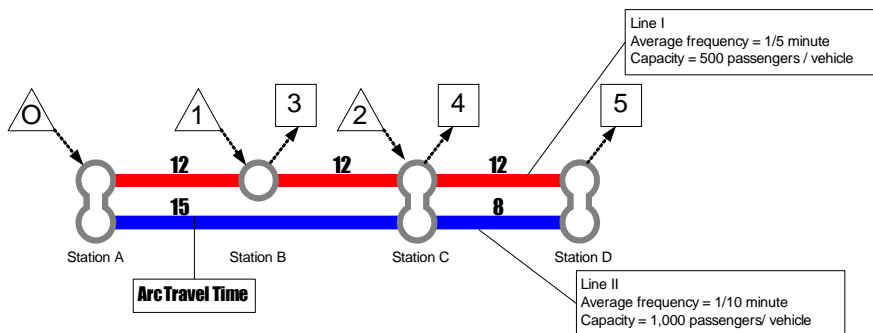 Line I
Average frequency = 1/5 minute
Capacity = 500 passengers / vehicle
O
1
3
2
4
5
12
12
12
15
8
Station A
Station B
Station C
Station D
Arc Travel Time
Line II
Average frequency = 1/10 minute
Capacity = 1,000 passengers/ vehicle